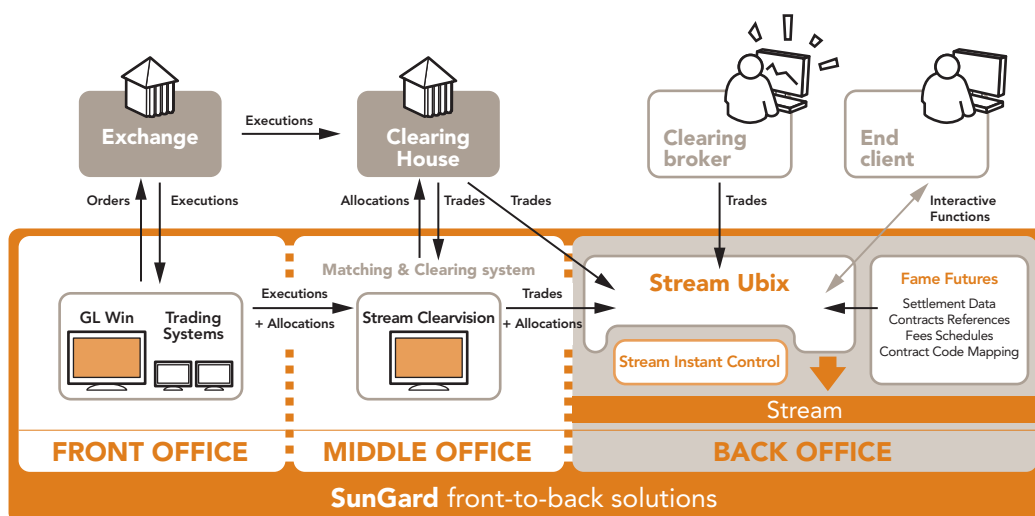 Exchange
Executions
Clearing
House
Clearing
broker
End
client
Orders
Executions
Allocations
Trades
Trades
Trades
Interactive
Functions
Matching & Clearing system
GL Win
Trading
Systems
Executions
+ Allocations
Stream Clearvision
Trades
+ Allocations
Stream Ubix
Stream Instant Control
Fame Futures
Settlement Data
Contracts References
Fees Schedules
Contract Code Mapping
Stream
FRONT OFFICE
MIDDLE OFFICE
BACK OFFICE
SunGard front-to-back solutions